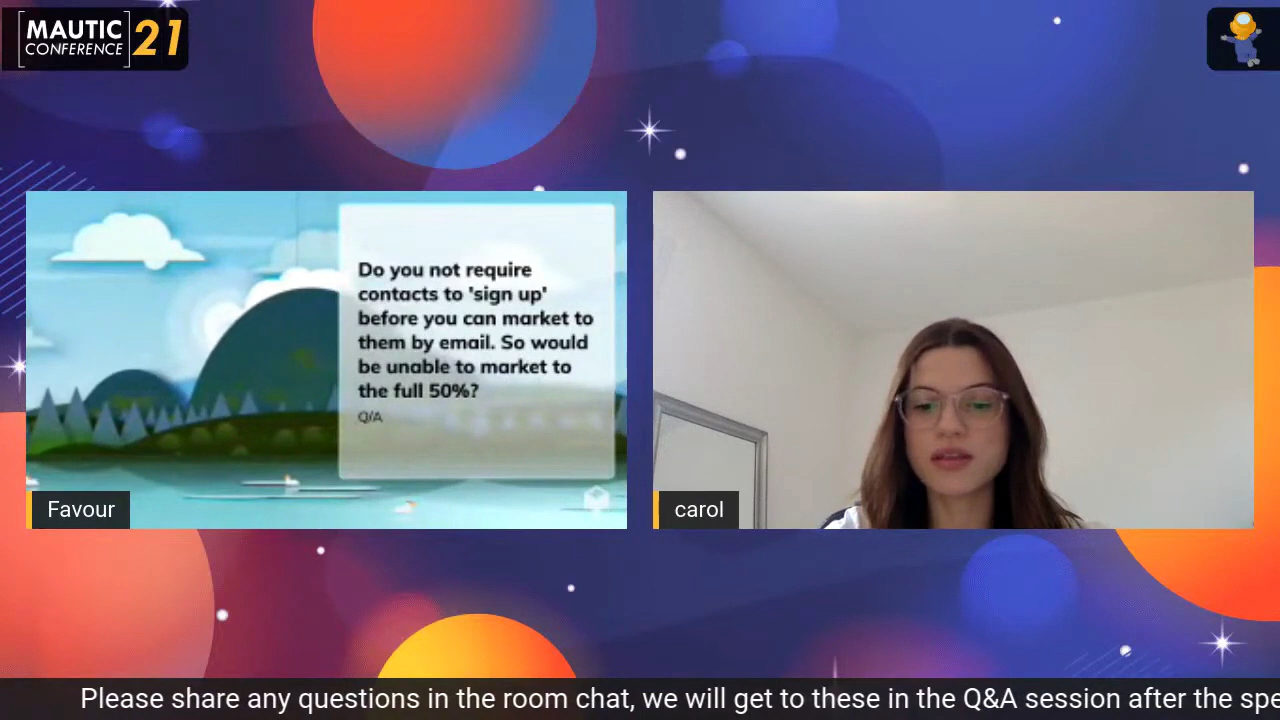 MAUTIC
CONFERENCE 21
Do you not require
contacts to 'sign up'
before you can market to
them by email. So would
be unable to market to
the full 50%?
Q/A
Favour
carol
Please share any questions in the room chat, we will get to these in the Q&A session after the spe